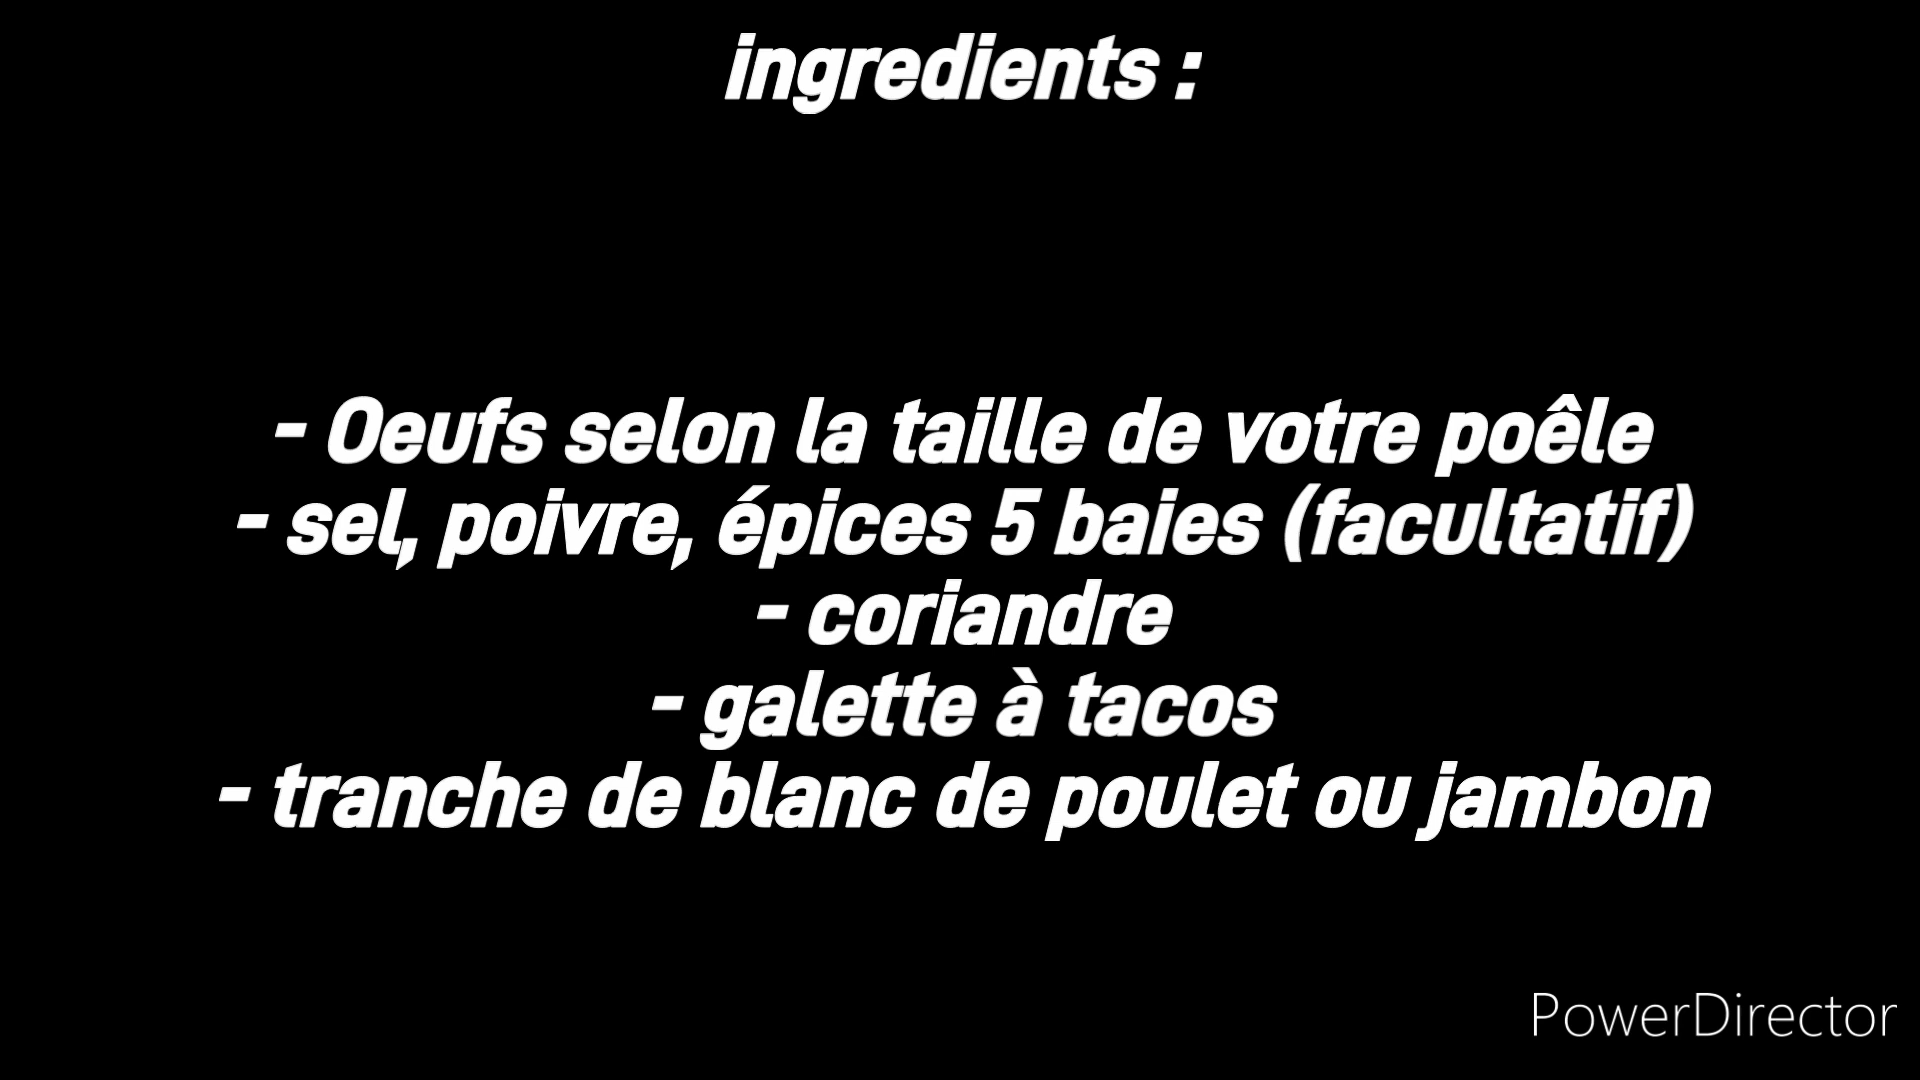 ingredients :
- Oeufs selon la taille de votre poêle
- sel, poivre, épices 5 baies (facultatif)
- coriandre
- galette à tacos
- tranche de blanc de poulet ou jambon
PowerDirector